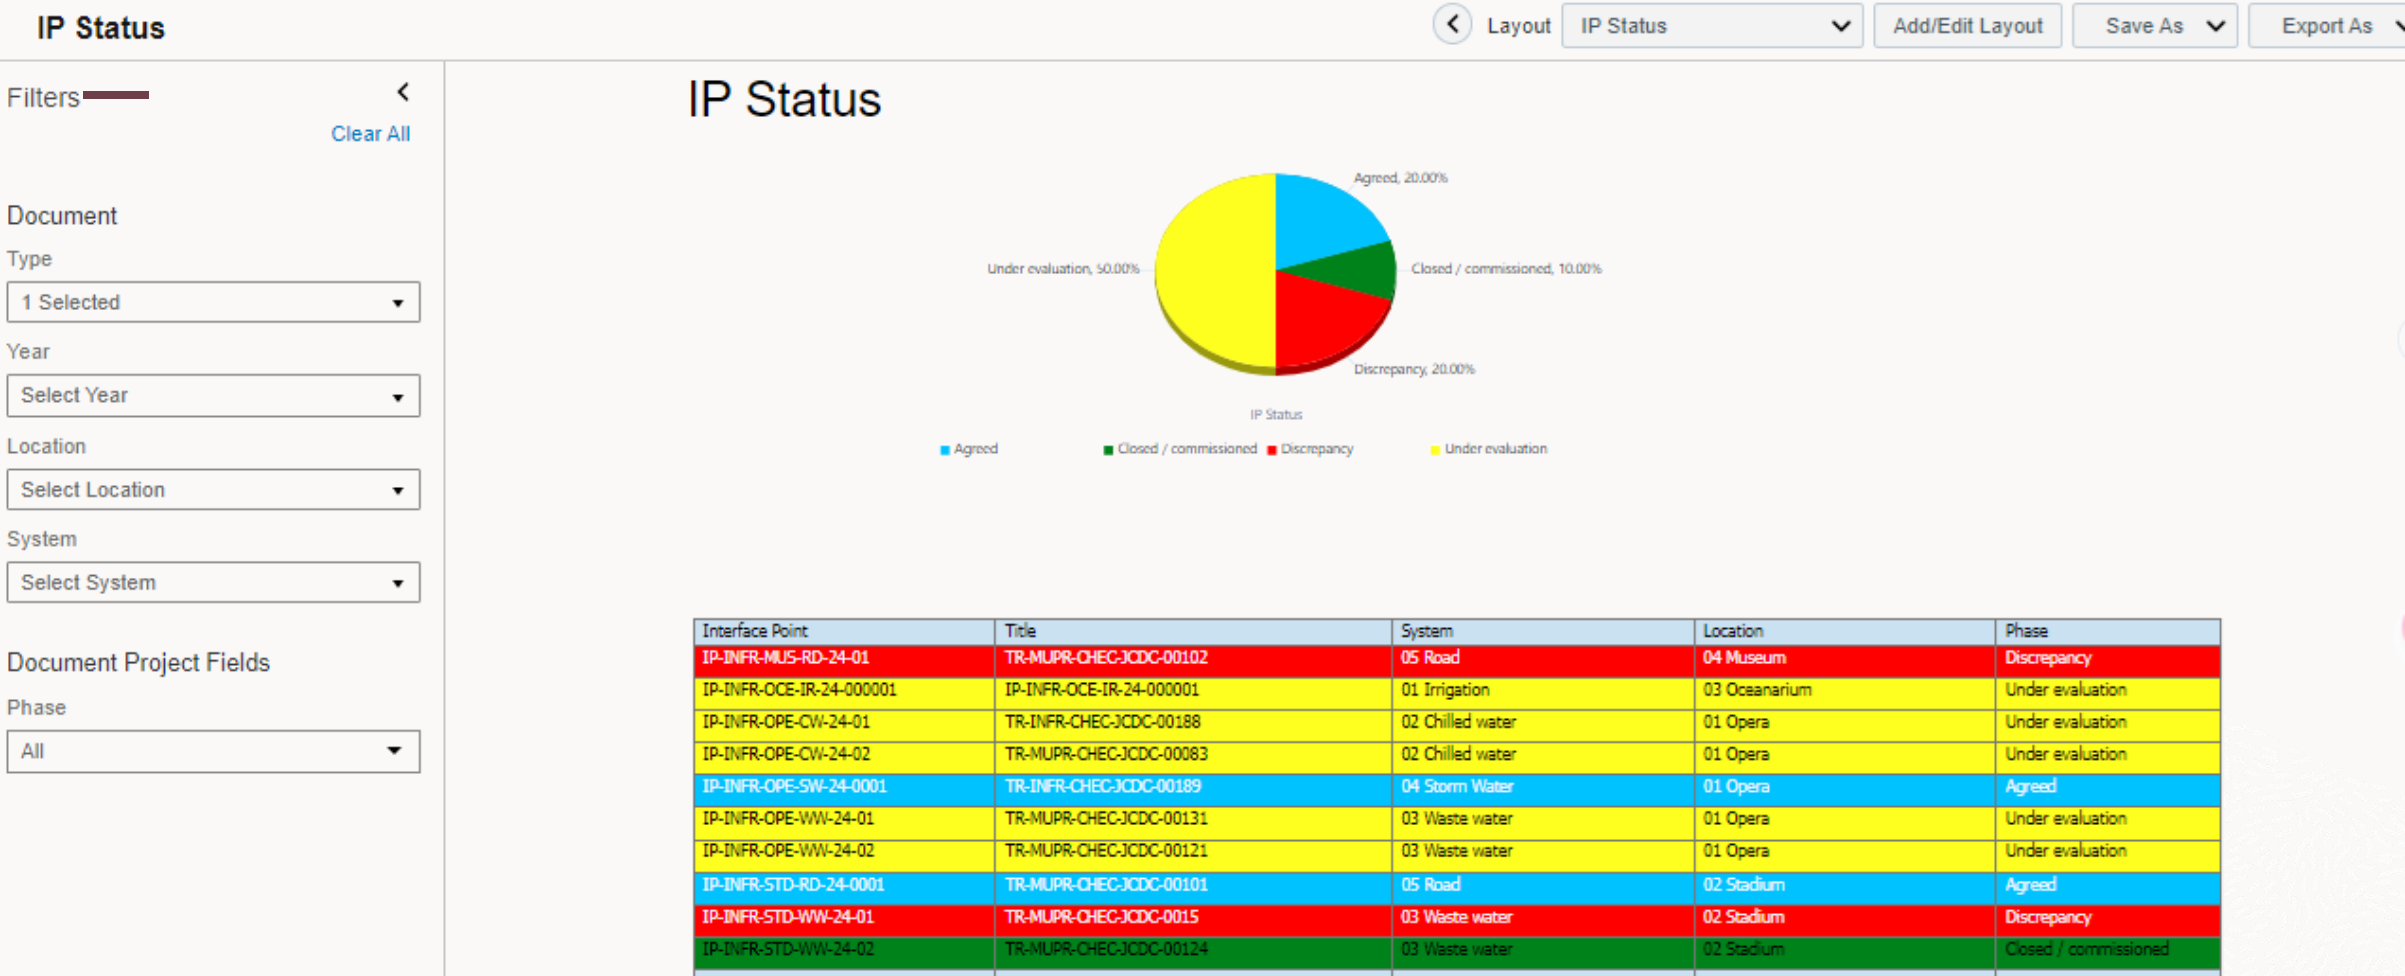 IP Status
Layout IP Status Add/Edit Layout Save As Export As
Filters
Clear All
Document
Type
1 Selected
Year
Select Year
Location
Select Location
System
Select System
Document Project Fields
Phase
All
IP Status
Agreed, 20.00%
Under evaluation, 50.00%
Closed / commissioned, 10.00%
Discrepancy, 20.00%
IP Status
Agreed Closed / commissioned Discrepancy Under evaluation
Interface Point Title System Location Phase
IP-INFR-MUS-RD-24-01 TR-MUPR-CHEC-JCDC-00102 05 Road 04 Museum Discrepancy
IP-INFR-OCE-IR-24-000001 IP-INFR-OCE-IR-24-000001 01 Irrigation 03 Oceanarium Under evaluation
IP-INFR-OPE-CW-24-01 TR-INFR-CHEC-JCDC-00188 02 Chilled water 01 Opera Under evaluation
IP-INFR-OPE-CW-24-02 TR-MUPR-CHEC-JCDC-00083 02 Chilled water 01 Opera Under evaluation
IP-INFR-OPE-SW-24-0001 TR-INFR-CHEC-JCDC-00189 04 Storm Water 01 Opera Agreed
IP-INFR-OPE-WW-24-01 TR-MUPR-CHEC-JCDC-00131 03 Waste water 01 Opera Under evaluation
IP-INFR-OPE-WW-24-02 TR-MUPR-CHEC-JCDC-00121 03 Waste water 01 Opera Under evaluation
IP-INFR-STD-RD-24-0001 TR-MUPR-CHEC-JCDC-00101 05 Road 02 Stadium Agreed
IP-INFR-STD-WW-24-01 TR-MUPR-CHEC-JCDC-0015 03 Waste water 02 Stadium Discrepancy
IP-INFR-STD-WW-24-02 TR-MUPR-CHEC-JCDC-00124 03 Waste water 02 Stadium Closed / commissioned